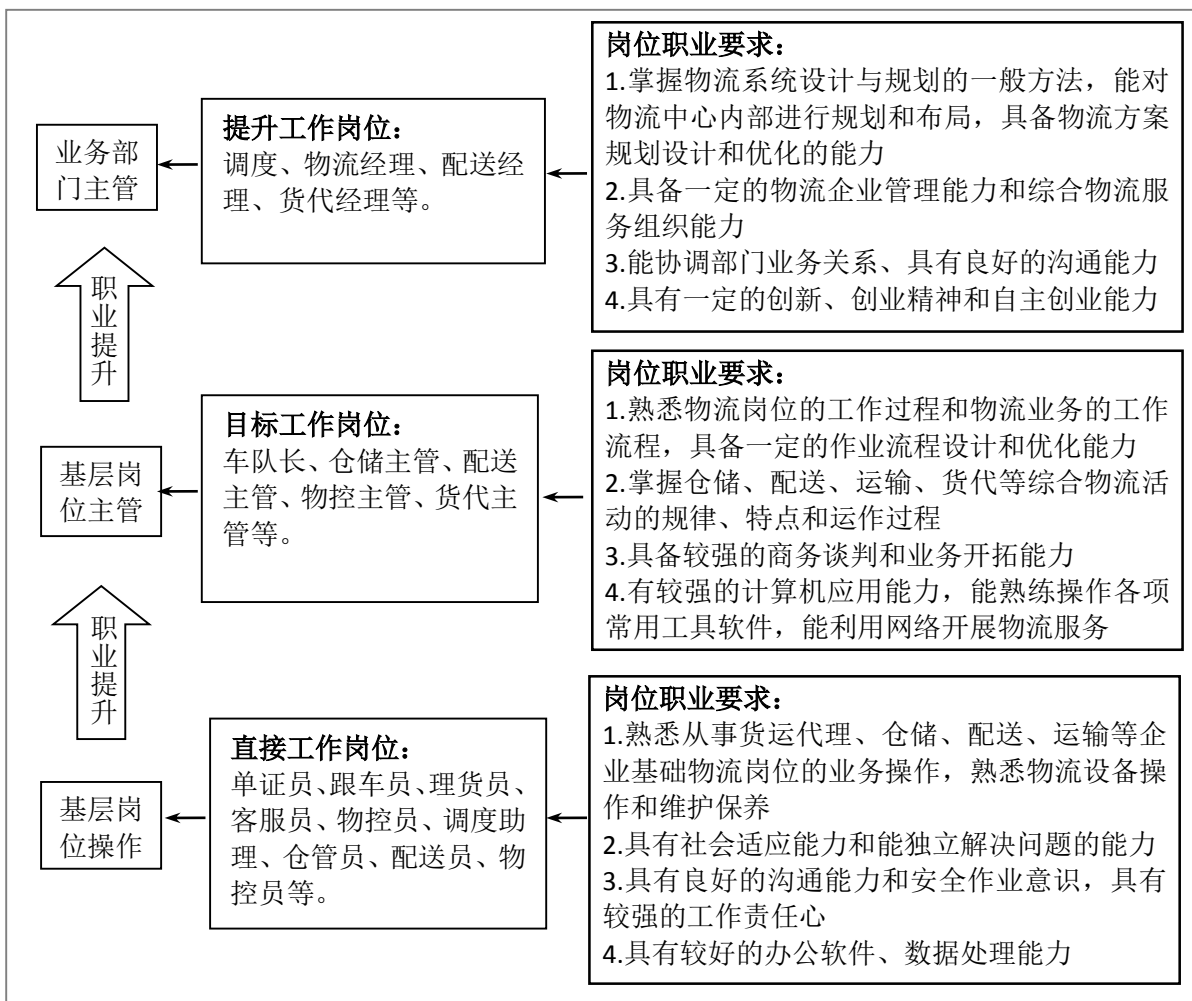 业务部
门主管
提升工作岗位：
调度、物流经理、配送经
理、货代经理等。
岗位职业要求：
1.掌握物流系统设计与规划的一般方法，能对
物流中心内部进行规划和布局，具备物流方案
规划设计和优化的能力
2.具备一定的物流企业管理能力和综合物流服
务组织能力
3.能协调部门业务关系、具有良好的沟通能力
4.具有一定的创新、创业精神和自主创业能力
职
业
提
升
基层岗
位主管
目标工作岗位：
车队长、仓储主管、配送
主管、物控主管、货代主
管等。
岗位职业要求：
1.熟悉物流岗位的工作过程和物流业务的工作
流程，具备一定的作业流程设计和优化能力
2.掌握仓储、配送、运输、货代等综合物流活
动的规律、特点和运作过程
3.具备较强的商务谈判和业务开拓能力
4.有较强的计算机应用能力，能熟练操作各项
常用工具软件，能利用网络开展物流服务
职
业
提
升
基层岗
位操作
直接工作岗位：
单证员、跟车员、理货员、
客服员、物控员、调度助
理、仓管员、配送员、物
控员等。
岗位职业要求：
1.熟悉从事货运代理、仓储、配送、运输等企
业基础物流岗位的业务操作，熟悉物流设备操
作和维护保养
2.具有社会适应能力和能独立解决问题的能力
3.具有良好的沟通能力和安全作业意识，具有
较强的工作责任心
4.具有较好的办公软件、数据处理能力